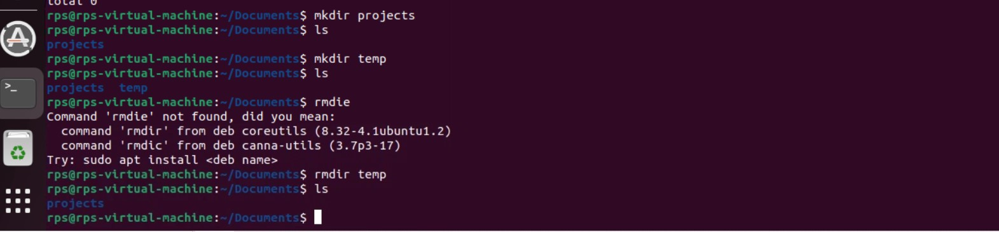 total 0
rps@rps-virtual-machine:~/Documents$ mkdir projects
rps@rps-virtual-machine:~/Documents$ ls
projects
rps@rps-virtual-machine:~/Documents$ mkdir temp
rps@rps-virtual-machine:~/Documents$ ls
projects  temp
rps@rps-virtual-machine:~/Documents$ rmdie
Command 'rmdie' not found, did you mean:
  command 'rmdir' from deb coreutils (8.32-4.1ubuntu1.2)
  command 'rmdic' from deb canna-utils (3.7p3-17)
Try: sudo apt install <deb name>
rps@rps-virtual-machine:~/Documents$ rmdir temp
rps@rps-virtual-machine:~/Documents$ ls
projects
rps@rps-virtual-machine:~/Documents$